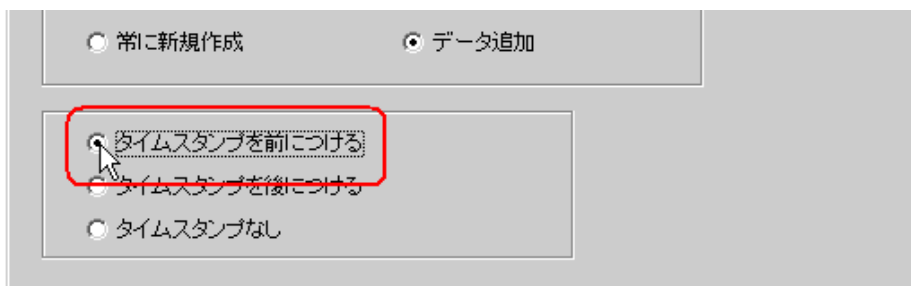 常に新規作成 データ追加
タイムスタンプを前につける
タイムスタンプを後につける
タイムスタンプなし